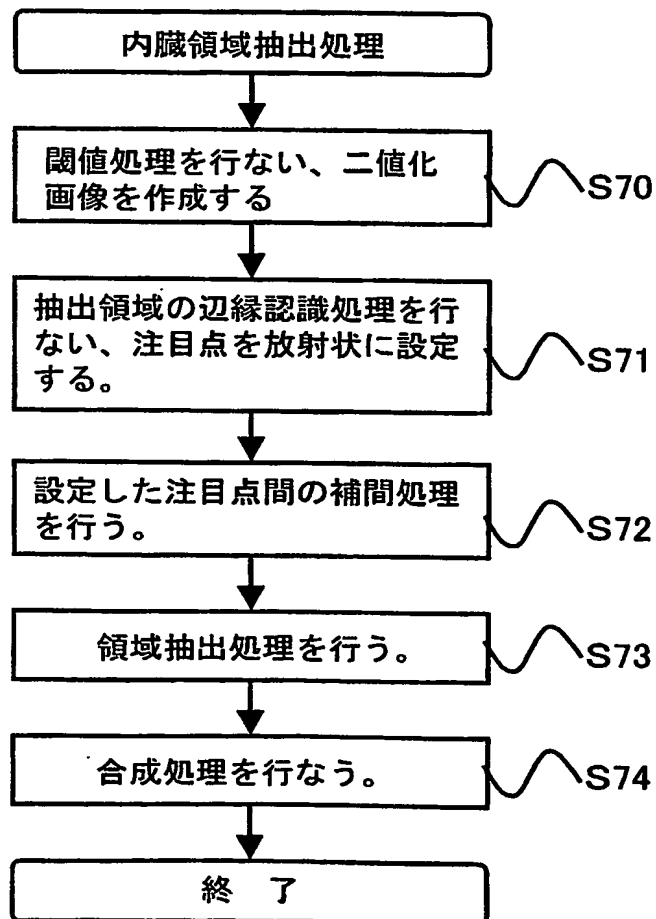 内臓領域抽出処理
閾値処理を行ない、二値化
画像を作成する
S70
抽出領域の辺縁認識処理を行
ない、注目点を放射状に設定
する。
S71
設定した注目点間の補間処理
を行う。
S72
領域抽出処理を行う。
S73
合成処理を行なう。
S74
終 了